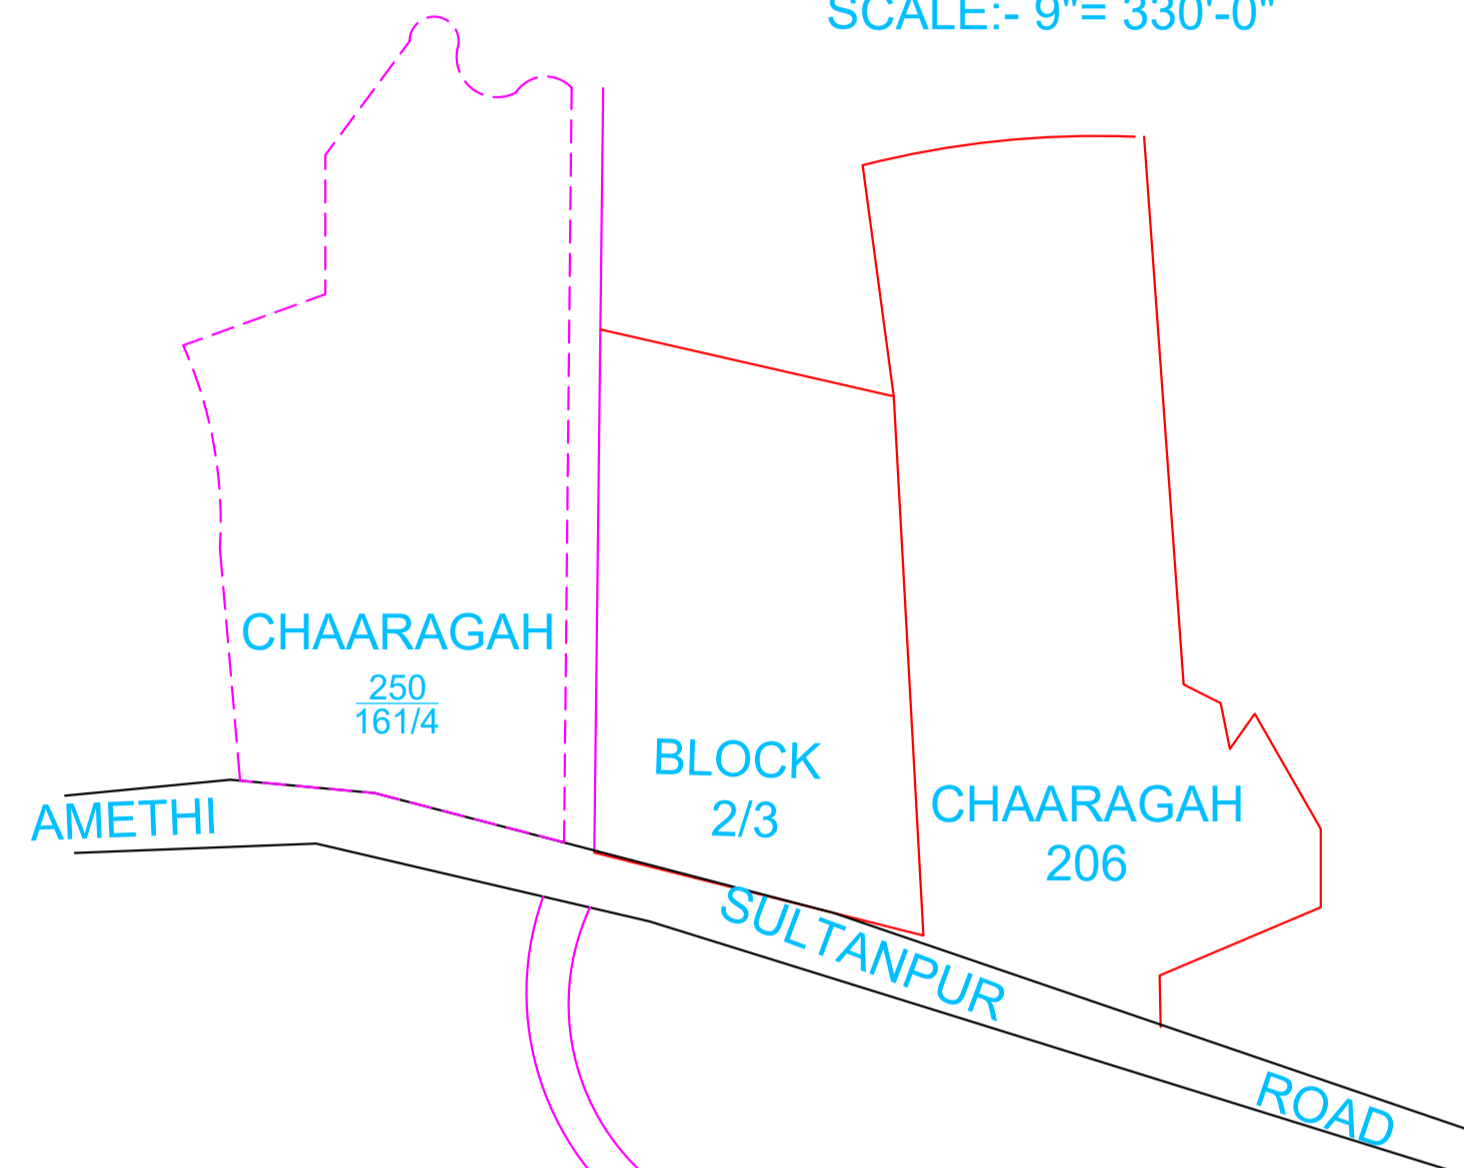 SCALE:- 9"= 330'-0"
CHAARAGAH
250
161/4
BLOCK
2/3
CHAARAGAH
206
AMETHI
SULTANPUR
ROAD